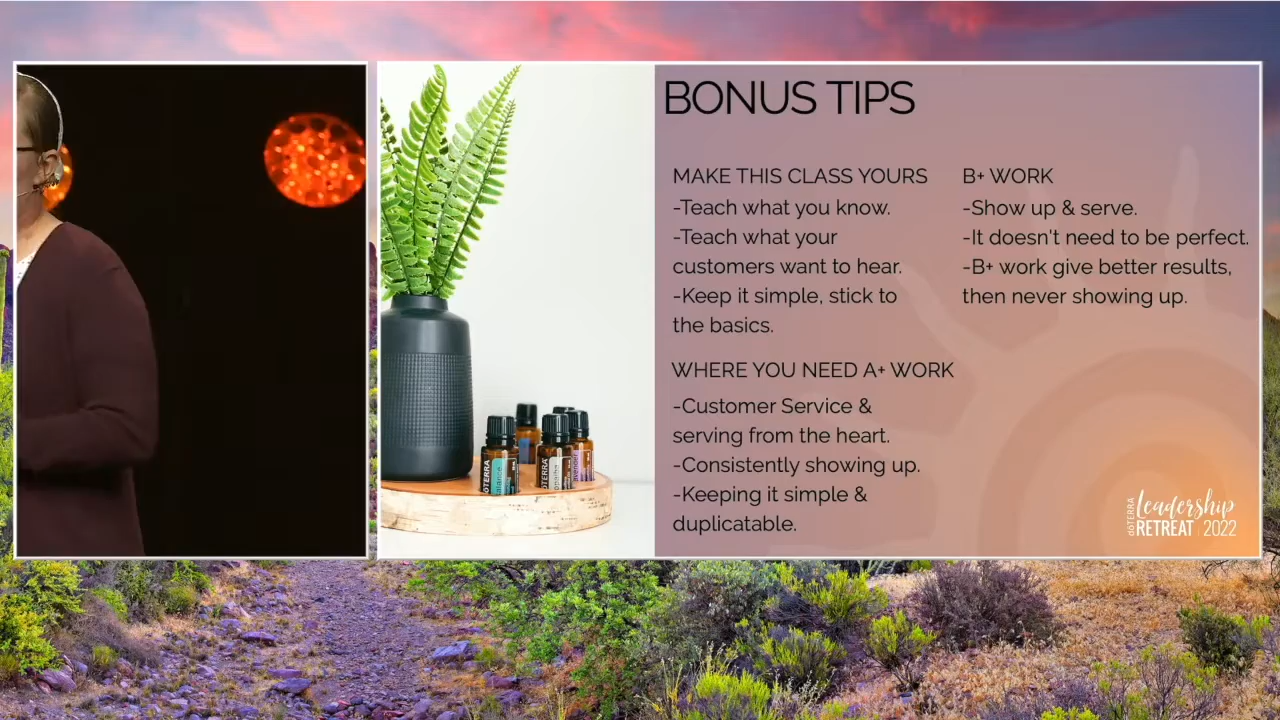 BONUS TIPS
MAKE THIS CLASS YOURS
-Teach what you know.
-Teach what your
customers want to hear.
-Keep it simple, stick to
the basics.
WHERE YOU NEED A+ WORK
-Customer Service &
serving from the heart.
-Consistently showing up.
-Keeping it simple &
duplicatable.
B+ WORK
-Show up & serve.
-It doesn't need to be perfect.
-B+ work give better results,
then never showing up.
dōTERRA
Leadership
RETREAT 2022